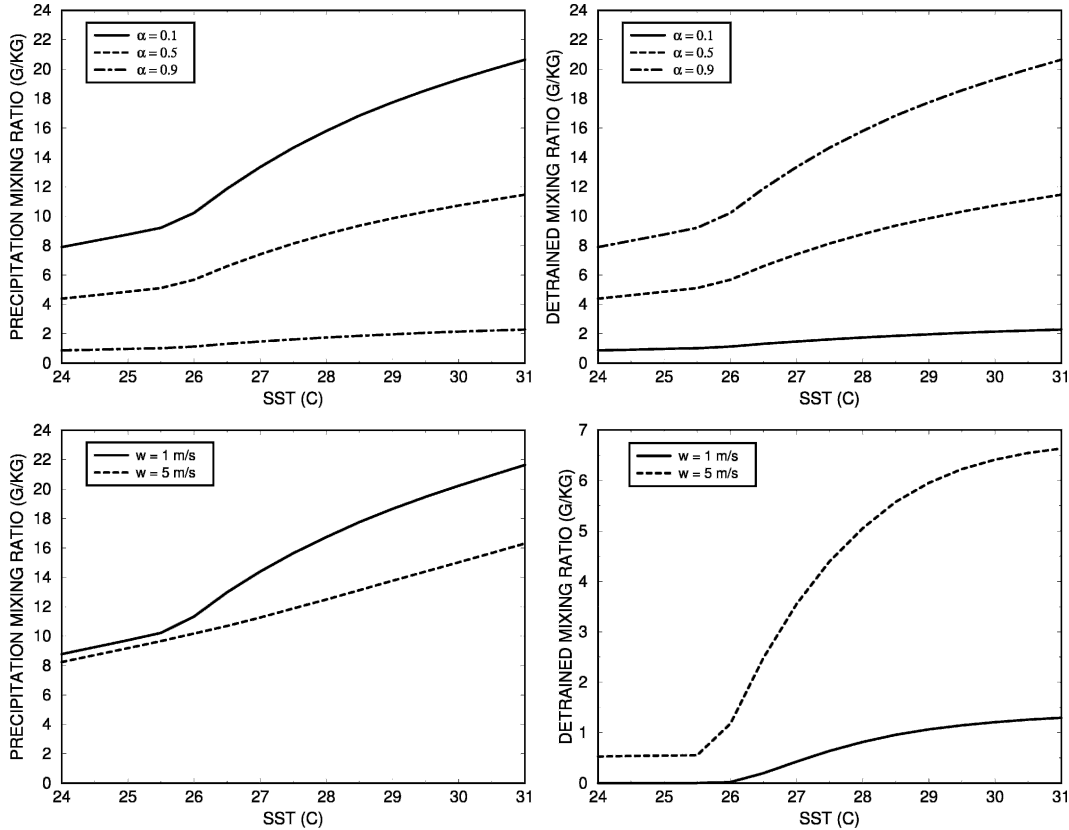 24
22
20
18
16
14
12
10
8
6
4
2
0
PRECIPITATION MIXING RATIO (G/KG)
α = 0.1
α = 0.5
α = 0.9
24 25 26 27 28 29 30 31
SST (C)
24
22
20
18
16
14
12
10
8
6
4
2
0
DETRAINED MIXING RATIO (G/KG)
α = 0.1
α = 0.5
α = 0.9
24 25 26 27 28 29 30 31
SST (C)
24
22
20
18
16
14
12
10
8
6
4
2
0
PRECIPITATION MIXING RATIO (G/KG)
w = 1 m/s
w = 5 m/s
24 25 26 27 28 29 30 31
SST (C)
7
6
5
4
3
2
1
0
DETRAINED MIXING RATIO (G/KG)
w = 1 m/s
w = 5 m/s
24 25 26 27 28 29 30 31
SST (C)